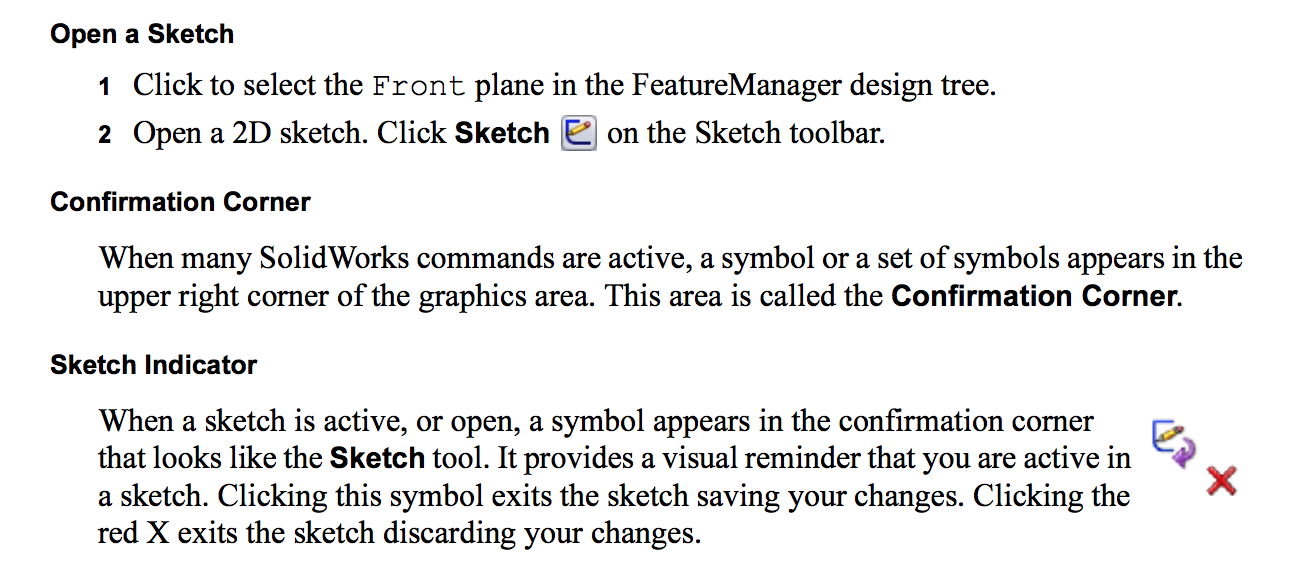 Open a Sketch
1 Click to select the Front plane in the FeatureManager design tree.
2 Open a 2D sketch. Click Sketch on the Sketch toolbar.
Confirmation Corner
When many SolidWorks commands are active, a symbol or a set of symbols appears in the
upper right corner of the graphics area. This area is called the Confirmation Corner.
Sketch Indicator
When a sketch is active, or open, a symbol appears in the confirmation corner
that looks like the Sketch tool. It provides a visual reminder that you are active in
a sketch. Clicking this symbol exits the sketch saving your changes. Clicking the
red X exits the sketch discarding your changes.